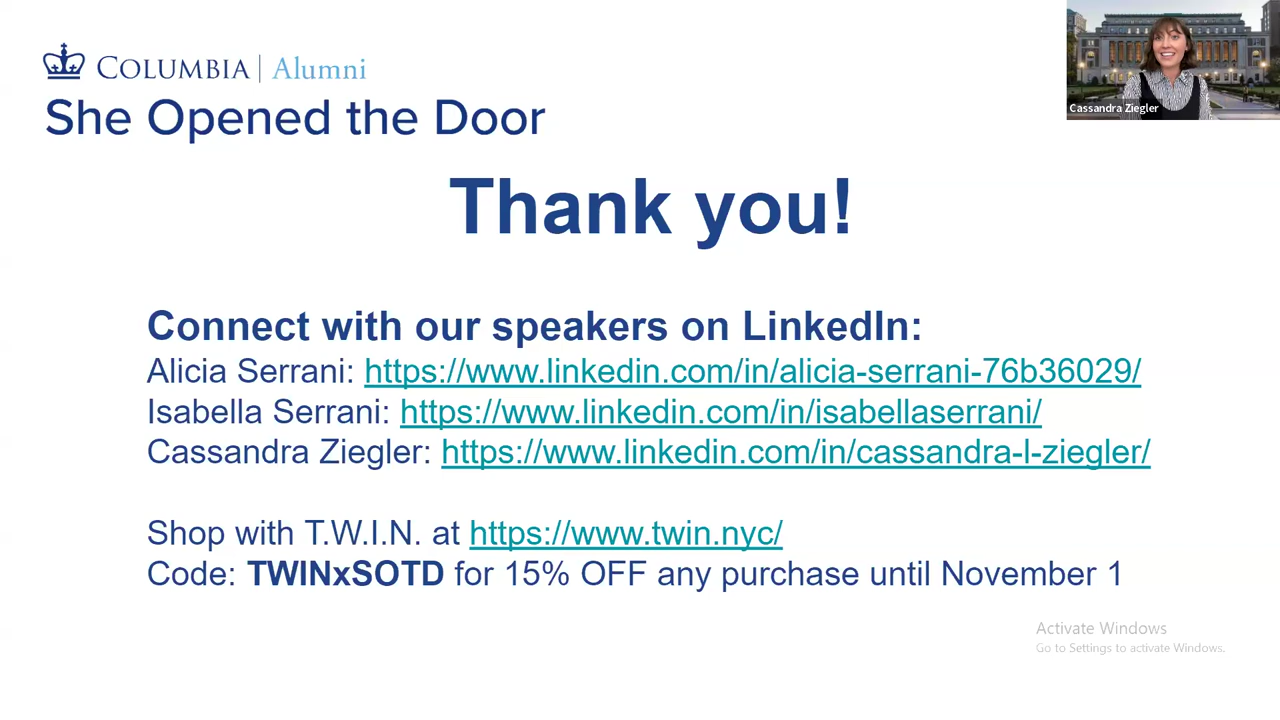 COLUMBIA | Alumni
She Opened the Door
Cassandra Ziegler
Thank you!
Connect with our speakers on LinkedIn:
Alicia Serrani: https://www.linkedin.com/in/alicia-serrani-76b36029/
Isabella Serrani: https://www.linkedin.com/in/isabellaserrani/
Cassandra Ziegler: https://www.linkedin.com/in/cassandra-l-ziegler/
Shop with T.W.I.N. at https://www.twin.nyc/
Code: TWINxSOTD for 15% OFF any purchase until November 1
Activate Windows
Go to Settings to activate Windows.